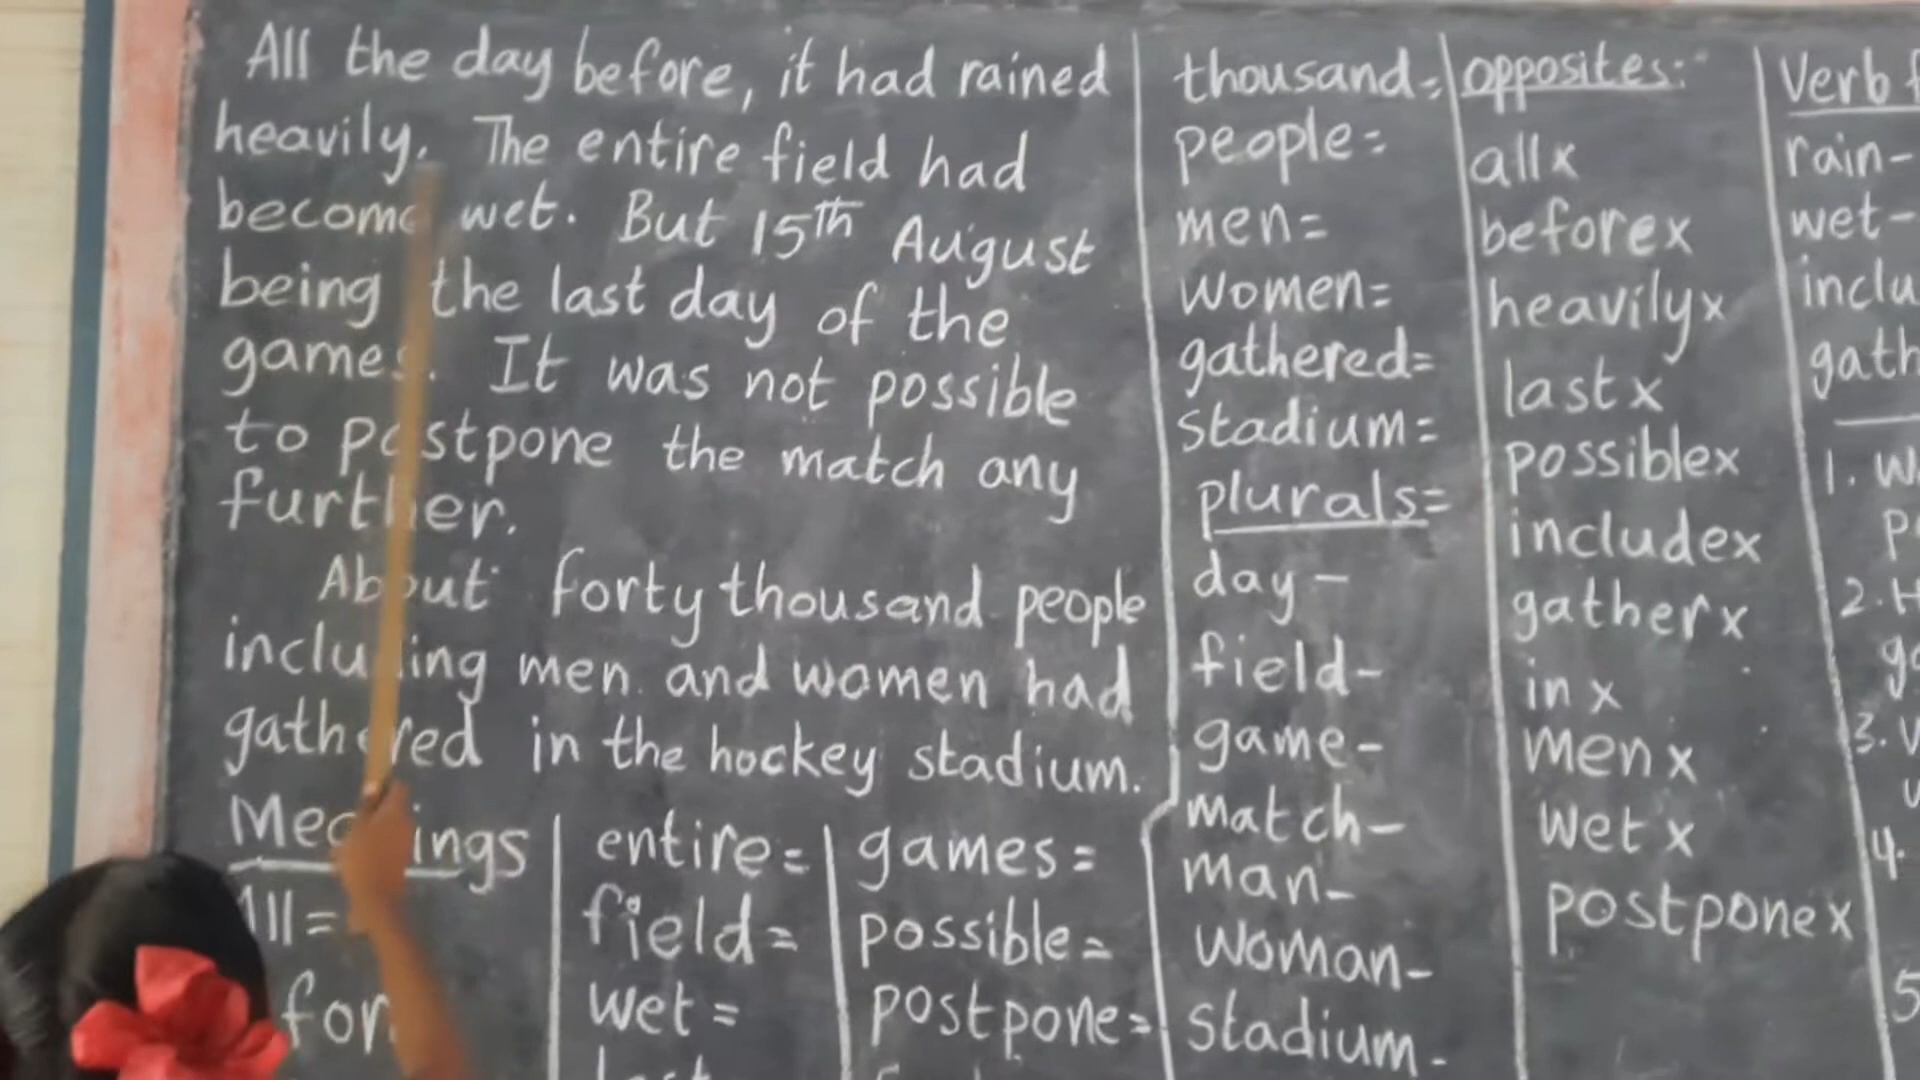 All the day before, it had rained
heavily. The entire field had
become wet. But 15th August
being the last day of the
games. It was not possible
to postpone the match any
further.
About forty thousand people
including men and women had
gathered in the hockey stadium.
Meanings
All =
entire =
field =
wet =
games =
possible =
postpone =
thousand =
people =
men =
women =
gathered =
stadium =
plurals =
day -
field -
game -
match -
man -
woman -
stadium -
opposites:
all x
before x
heavily x
last x
possible x
include x
gather x
in x
men x
wet x
postpone x
Verb
rain -
wet -
inclu
gath
1. W
2. H
3. W
4.
5